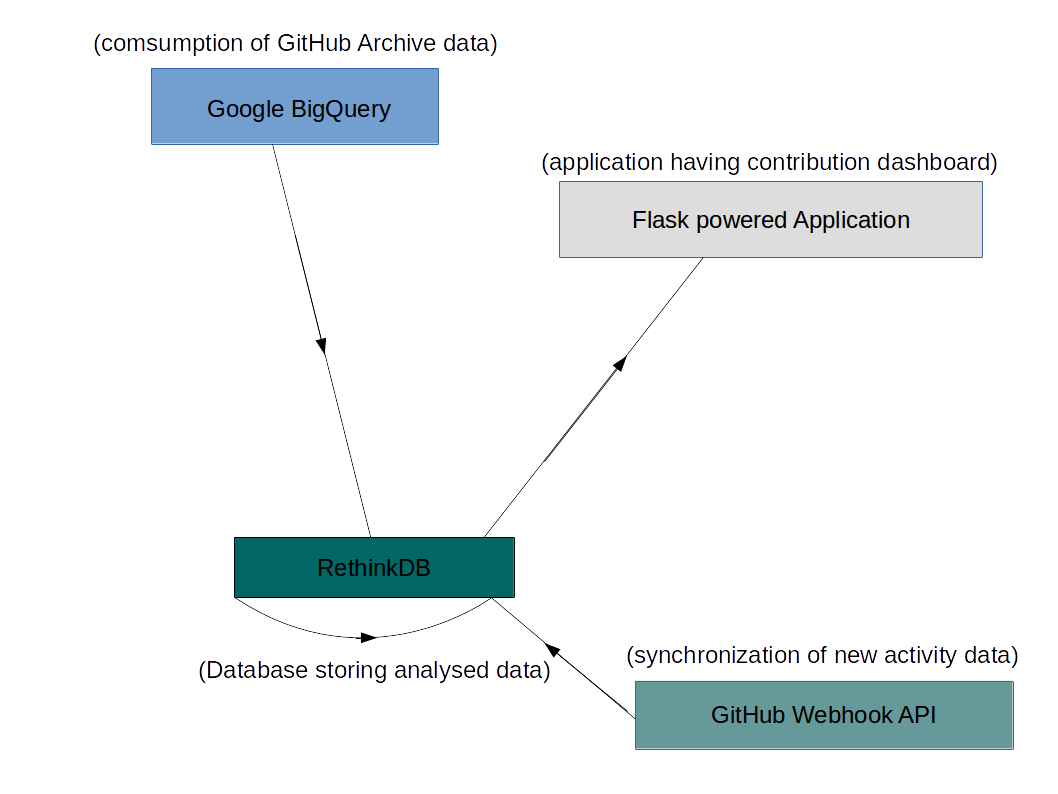 (comsumption of GitHub Archive data)
Google BigQuery
(application having contribution dashboard)
Flask powered Application
RethinkDB
(Database storing analysed data)
(synchronization of new activity data)
GitHub Webhook API